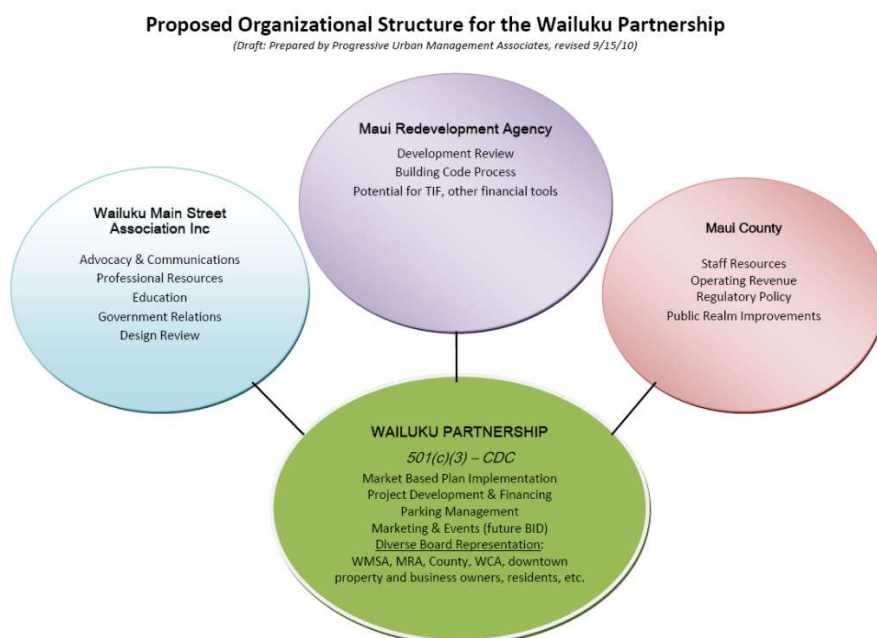 Proposed Organizational Structure for the Wailuku Partnership
(Draft: Prepared by Progressive Urban Management Associates, revised 9/15/10)
Maui Redevelopment Agency
Development Review
Building Code Process
Potential for TIF, other financial tools
Wailuku Main Street
Association Inc
Advocacy & Communications
Professional Resources
Education
Government Relations
Design Review
Maui County
Staff Resources
Operating Revenue
Regulatory Policy
Public Realm Improvements
WAILUKU PARTNERSHIP
501(c)(3) – CDC
Market Based Plan Implementation
Project Development & Financing
Parking Management
Marketing & Events (future BID)
Diverse Board Representation:
WMSA, MRA, County, WCA, downtown
property and business owners, residents, etc.